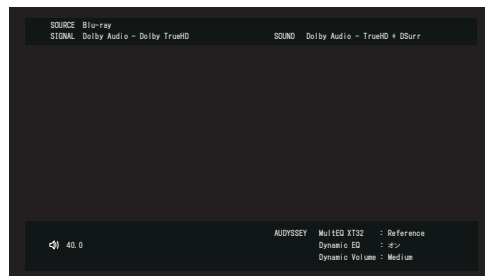 SOURCE Blu-ray
SIGNAL Dolby Audio - Dolby TrueHD SOUND Dolby Audio - TrueHD + DSurr
AUDYSSEY MultEQ XT32 : Reference
40.0 Dynamic EQ : オン
Dynamic Volume : Medium